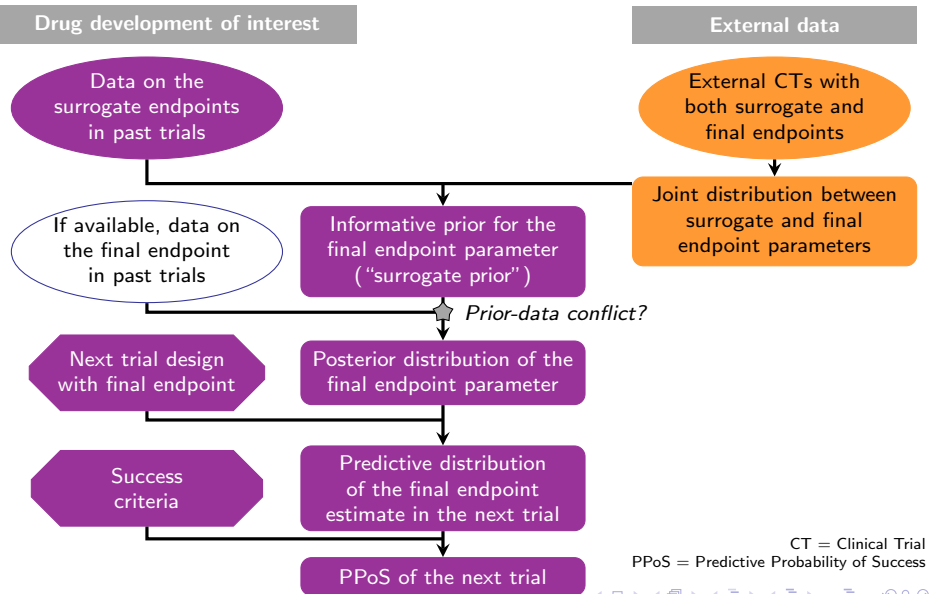 Drug development of interest
External data
Data on the
surrogate endpoints
in past trials
External CTs with
both surrogate and
final endpoints
Joint distribution between
surrogate and final
endpoint parameters
If available, data on
the final endpoint
in past trials
Informative prior for the
final endpoint parameter
(“surrogate prior”)
Prior-data conflict?
Next trial design
with final endpoint
Posterior distribution of the
final endpoint parameter
Success
criteria
Predictive distribution
of the final endpoint
estimate in the next trial
PPoS of the next trial
CT = Clinical Trial
PPoS = Predictive Probability of Success